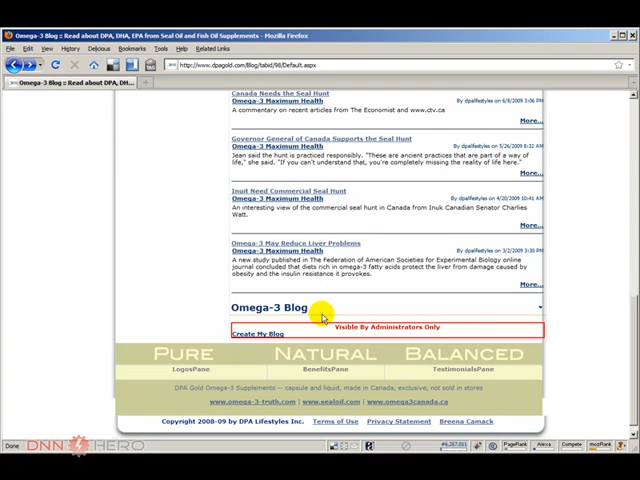 Omega-3 Blog :: Read about DPA, DHA, EPA from Seal Oil and Fish Oil Supplements - Mozilla Firefox
File Edit View History Delicious Bookmarks Tools Help Related Links
http://www.dpagold.com/Blog/tabid/98/Default.aspx
Omega-3 Blog :: Read about DPA, DH...
Canada Needs the Seal Hunt
Omega-3 Maximum Health By dpalifestyles on 6/8/2009 3:06 PM
A commentary on recent articles from The Economist and www.ctv.ca
More...
Governor General of Canada Supports the Seal Hunt
Omega-3 Maximum Health By dpalifestyles on 5/26/2009 8:32 AM
Jean said the hunt is practiced responsibly. "These are ancient practices that are part of a way of
life," she said. "If you can't understand that, you're completely missing the reality of life here."
More...
Inuit Need Commercial Seal Hunt
Omega-3 Maximum Health By dpalifestyles on 4/20/2009 10:41 AM
An interesting view of the commercial seal hunt in Canada from Inuk Canadian Senator Charlies
Watt.
More...
Omega-3 May Reduce Liver Problems
Omega-3 Maximum Health By dpalifestyles on 3/2/2009 3:30 PM
A new study published in The Federation of American Societies for Experimental Biology online
journal concluded that diets rich in omega-3 fatty acids protect the liver from damage caused by
obesity and the insulin resistance it provokes.
More...
Omega-3 Blog
Visible By Administrators Only
Create My Blog
PURE NATURAL BALANCED
LogosPane BenefitsPane TestimonialsPane
DPA Gold Omega-3 Supplements -- capsule and liquid, made in Canada, exclusive, not sold in stores
www.omega-3-truth.com | www.sealoil.com | www.omega3canada.ca
Copyright 2008-09 by DPA Lifestyles Inc. Terms of Use Privacy Statement Breena Camack
Done #6,267,011 PageRank Alexa Compete mozRank
DNN HERO